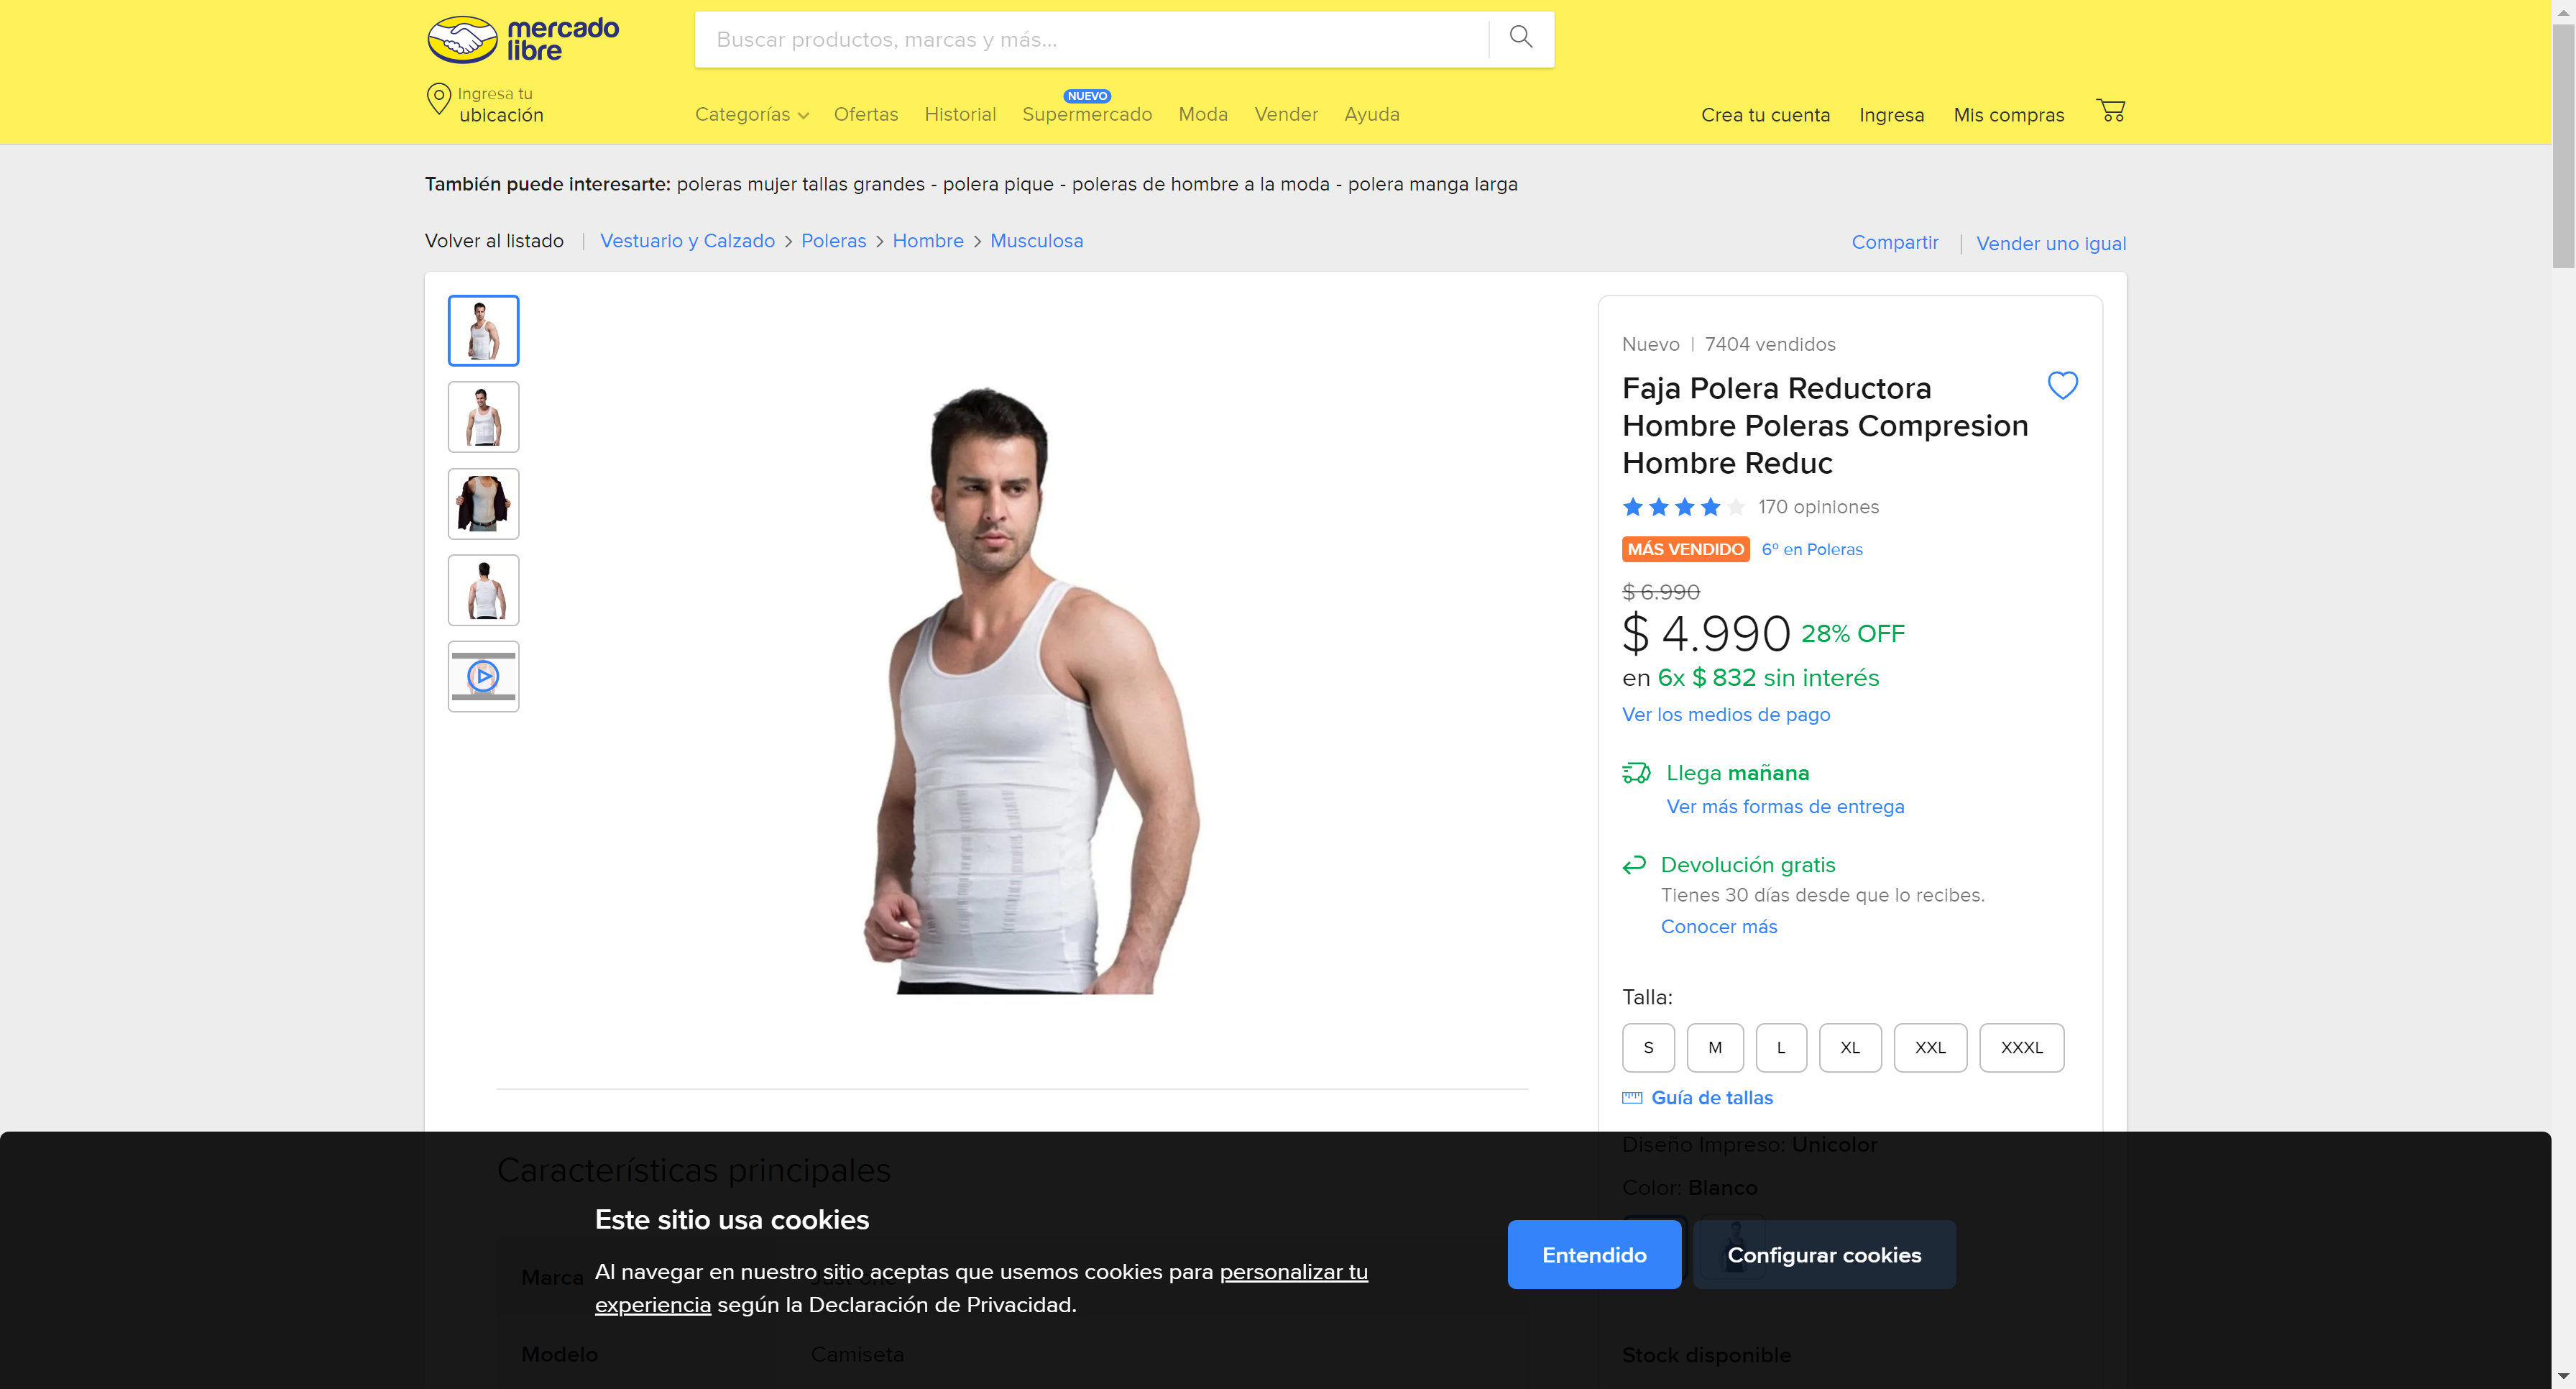 mercado
libre
Buscar productos, marcas y más...
Ingresa tu
ubicación
Categorías
Ofertas
Historial
NUEVO
Supermercado
Moda
Vender
Ayuda
Crea tu cuenta
Ingresa
Mis compras
También puede interesarte: poleras mujer tallas grandes - polera pique - poleras de hombre a la moda - polera manga larga
Volver al listado | Vestuario y Calzado > Poleras > Hombre > Musculosa
Compartir | Vender uno igual
Nuevo | 7404 vendidos
Faja Polera Reductora
Hombre Poleras Compresion
Hombre Reduc
170 opiniones
MÁS VENDIDO 6º en Poleras
$ 6.990
$ 4.990 28% OFF
en 6x $ 832 sin interés
Ver los medios de pago
Llega mañana
Ver más formas de entrega
Devolución gratis
Tienes 30 días desde que lo recibes.
Conocer más
Talla:
S
M
L
XL
XXL
XXXL
Guía de tallas
Diseño Impreso: Unicolor
Características principales
Color: Blanco
Este sitio usa cookies
Al navegar en nuestro sitio aceptas que usemos cookies para personalizar tu
experiencia según la Declaración de Privacidad.
Entendido
Configurar cookies
Marca
Modelo
Camiseta
Stock disponible